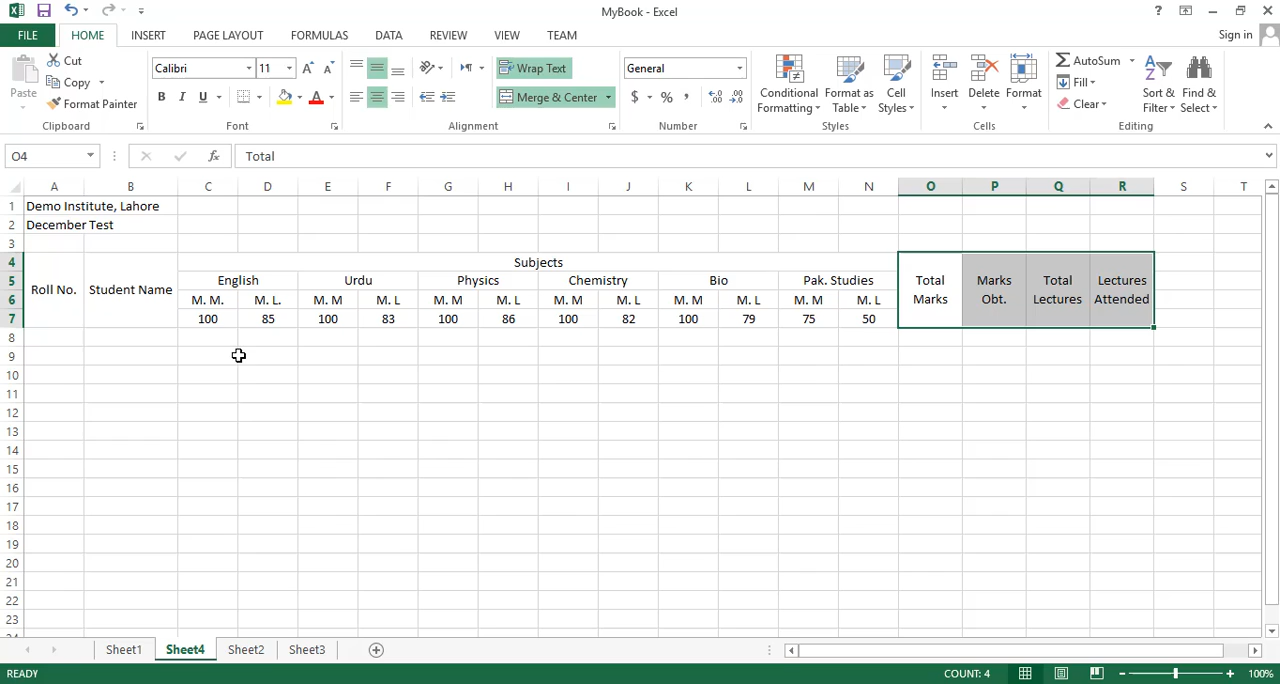 MyBook - Excel
Sign in
FILE HOME INSERT PAGE LAYOUT FORMULAS DATA REVIEW VIEW TEAM
Paste
Cut
Copy
Format Painter
Clipboard
Calibri 11
B I U
Font
Wrap Text
Merge & Center
Alignment
General
$ % ,
Number
Conditional Formatting
Format as Table
Cell Styles
Styles
Insert
Delete
Format
Cells
AutoSum
Fill
Clear
Sort & Filter
Find & Select
Editing
O4
fx
Total
A B C D E F G H I J K L M N O P Q R S T
1 Demo Institute, Lahore
2 December Test
3
4 Subjects
Roll No. Student Name
5 English Urdu Physics Chemistry Bio Pak. Studies
Total Marks
Marks Obt.
Total Lectures
Lectures Attended
6 M. M. M. L. M. M M. L M. M M. L M. M M. L M. M M. L M. M M. L
7 100 85 100 83 100 86 100 82 100 79 75 50
8
9
10
11
12
13
14
15
16
17
18
19
20
21
22
23
Sheet1 Sheet4 Sheet2 Sheet3
READY
COUNT: 4
100%